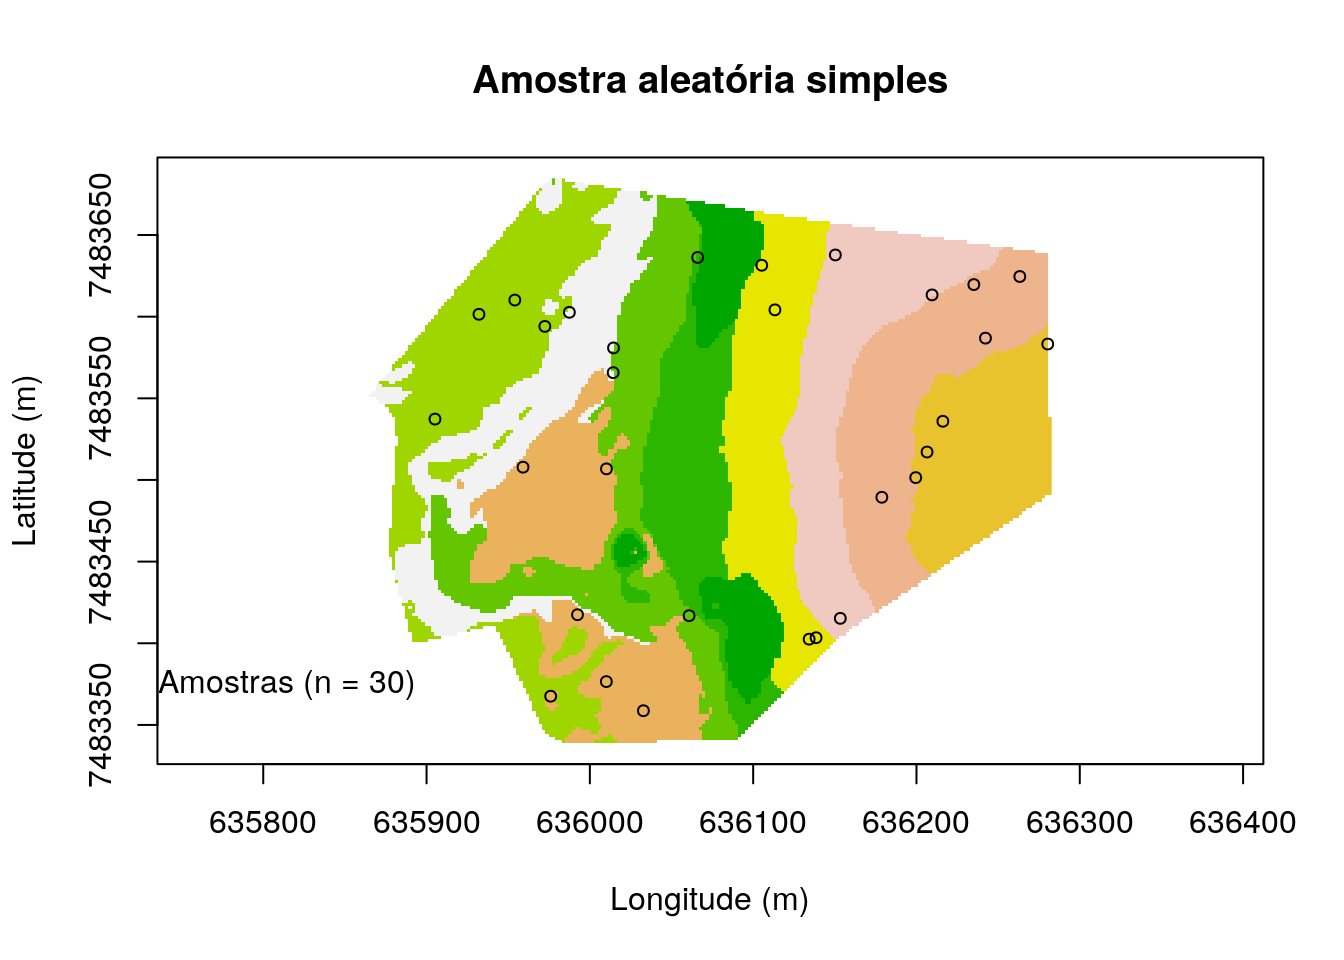 Amostra aleatória simples
Latitude (m)
7483650
7483550
7483450
7483350
Amostras (n = 30)
635800 635900 636000 636100 636200 636300 636400
Longitude (m)